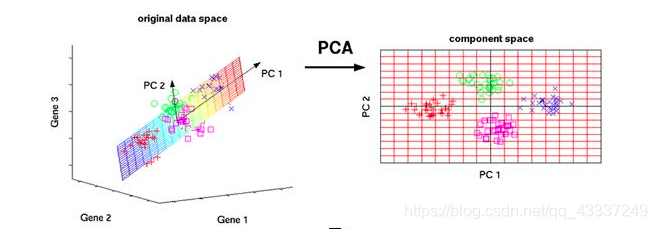 original data space
component space
PCA
PC 1
PC 2
Gene 3
Gene 2
Gene 1
PC 2
PC 1
https://blog.csdn.net/qq_43337249